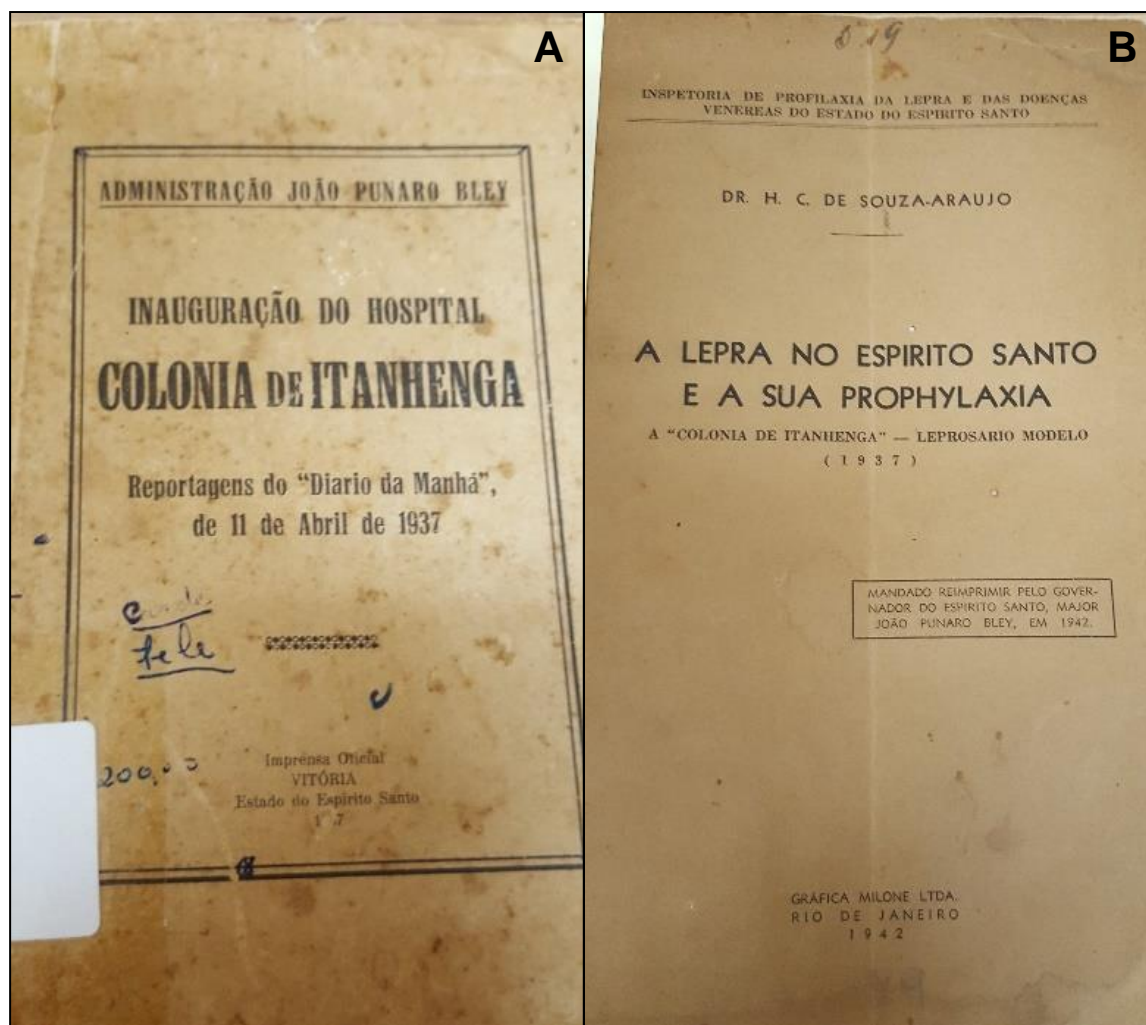 A
ADMINISTRAÇÃO JOÃO PUNARO BLEY
INAUGURAÇÃO DO HOSPITAL
COLONIA DE ITANHENGA
Reportagens do "Diario da Manhá",
de 11 de Abril de 1937
tele
200,00
Imprensa Oficial
VITÓRIA
Estado do Espirito Santo
B
INSPETORIA DE PROFILAXIA DA LEPRA E DAS DOENÇAS
VENEREAS DO ESTADO DO ESPIRITO SANTO
DR. H. C. DE SOUZA-ARAUJO
A LEPRA NO ESPIRITO SANTO
E A SUA PROPHYLAXIA
A "COLONIA DE ITANHENGA" — LEPROSARIO MODELO
( 1 9 3 7 )
MANDADO REIMPRIMIR PELO GOVER-
NADOR DO ESPIRITO SANTO, MAJOR
JOÃO PUNARO BLEY, EM 1942.
GRÁFICA MILONE LTDA.
RIO DE JANEIRO
1 9 4 2